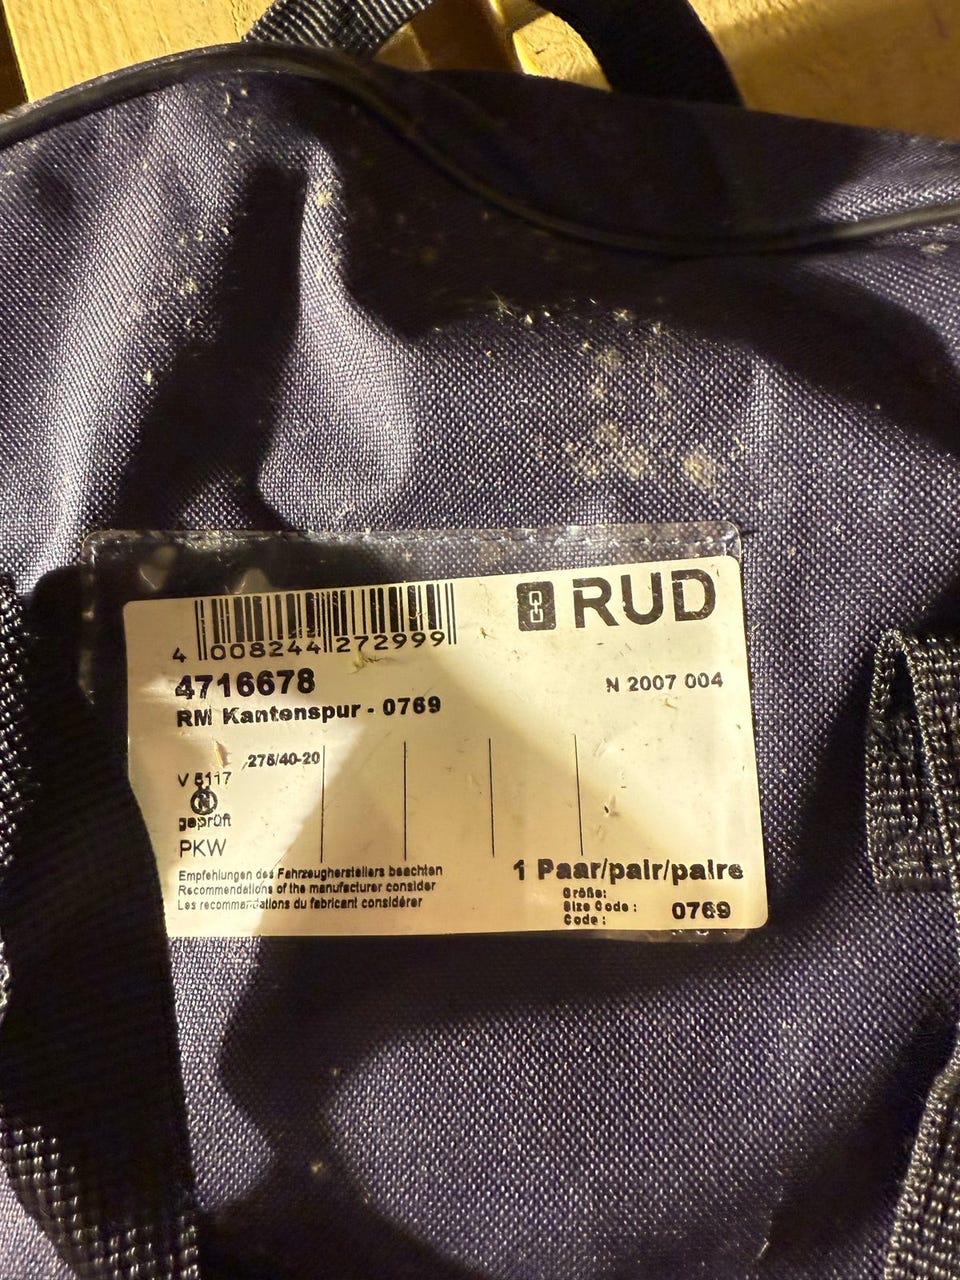 RUD
4 008244 272999
4716678
N 2007 004
RM Kantenspur - 0769
275/40-20
V 5117
N
geprüft
PKW
Empfehlungen des Fahrzeugherstellers beachten
Recommendations of the manufacturer consider
Les recommendations du fabricant considérer
1 Paar/pair/paire
Größe:
Size Code :
Code :
0769